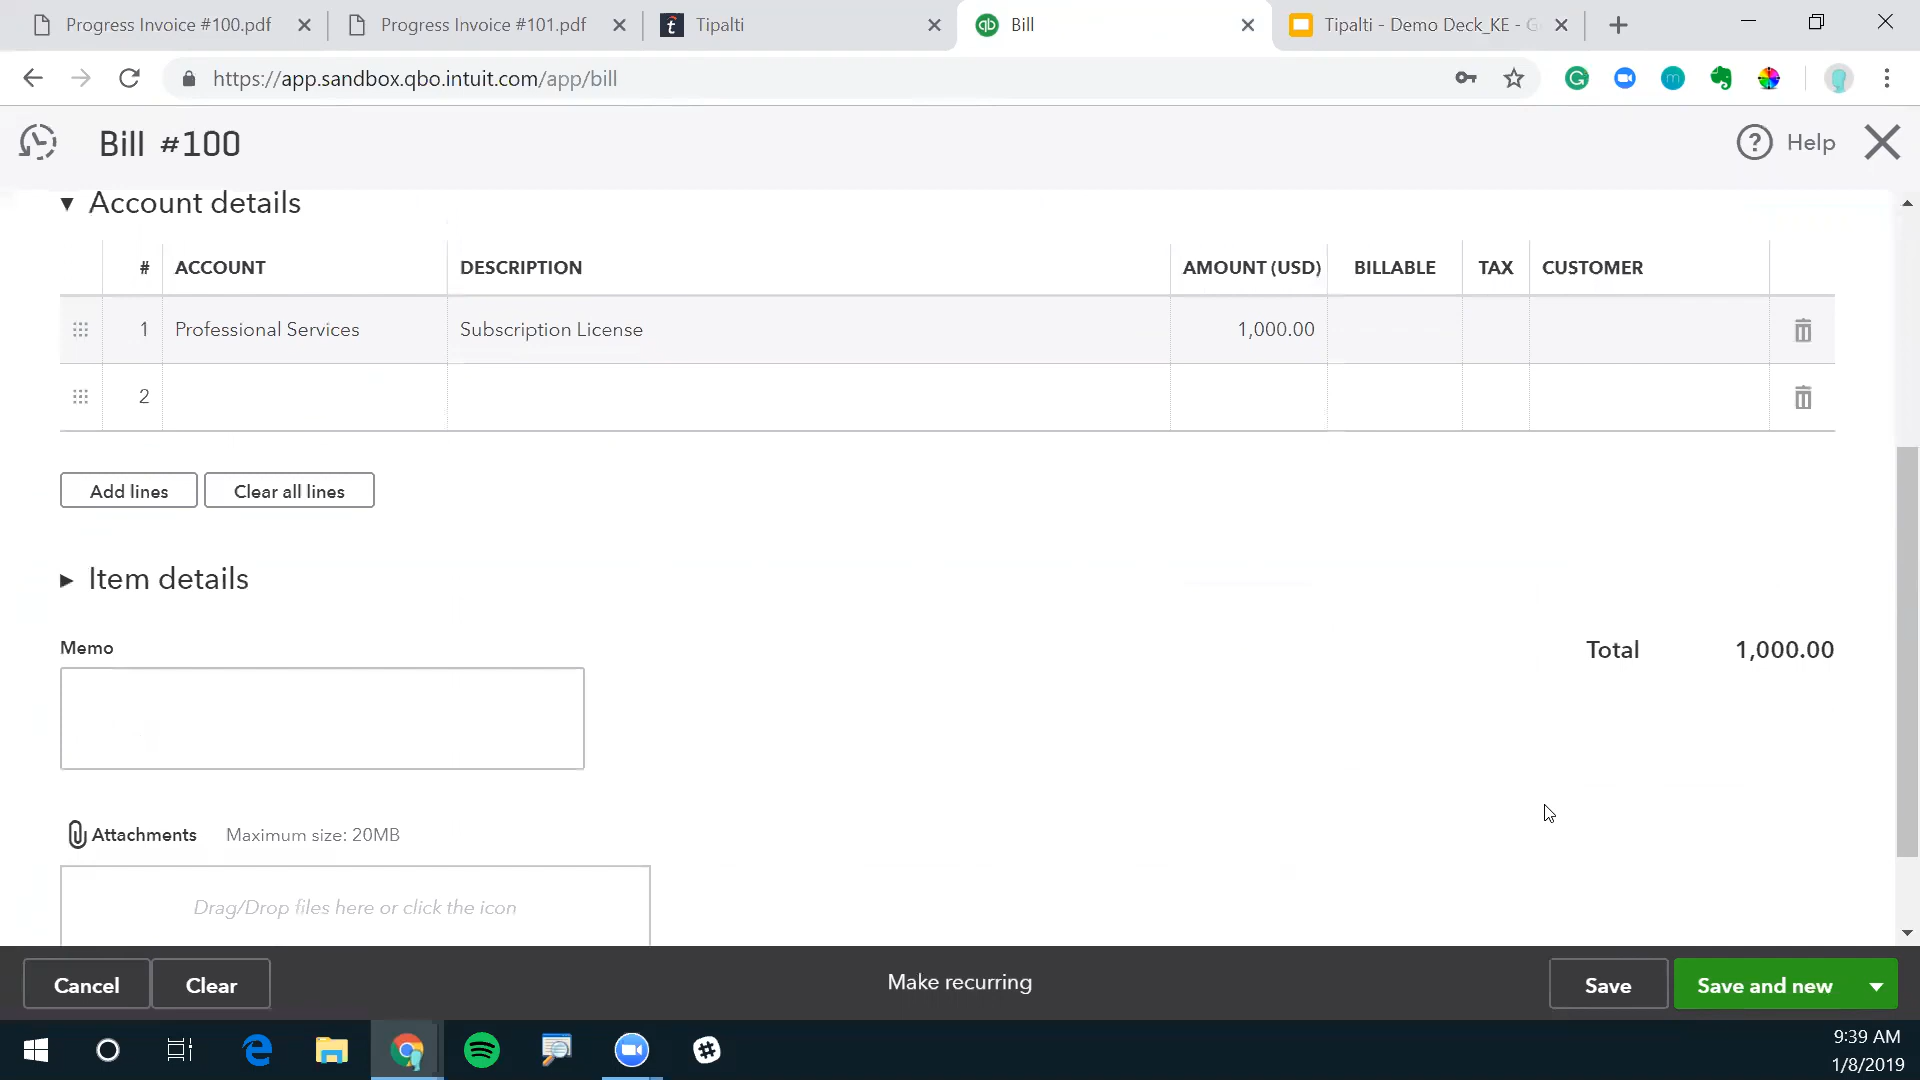 Progress Invoice #100.pdf
Progress Invoice #101.pdf
Tipalti
Bill
Tipalti - Demo Deck_KE - G
https://app.sandbox.qbo.intuit.com/app/bill
Bill #100
Help
Account details
# ACCOUNT DESCRIPTION AMOUNT (USD) BILLABLE TAX CUSTOMER
1 Professional Services Subscription License 1,000.00
2
Add lines
Clear all lines
Item details
Memo
Total 1,000.00
Attachments Maximum size: 20MB
Drag/Drop files here or click the icon
Cancel
Clear
Make recurring
Save
Save and new
9:39 AM
1/8/2019